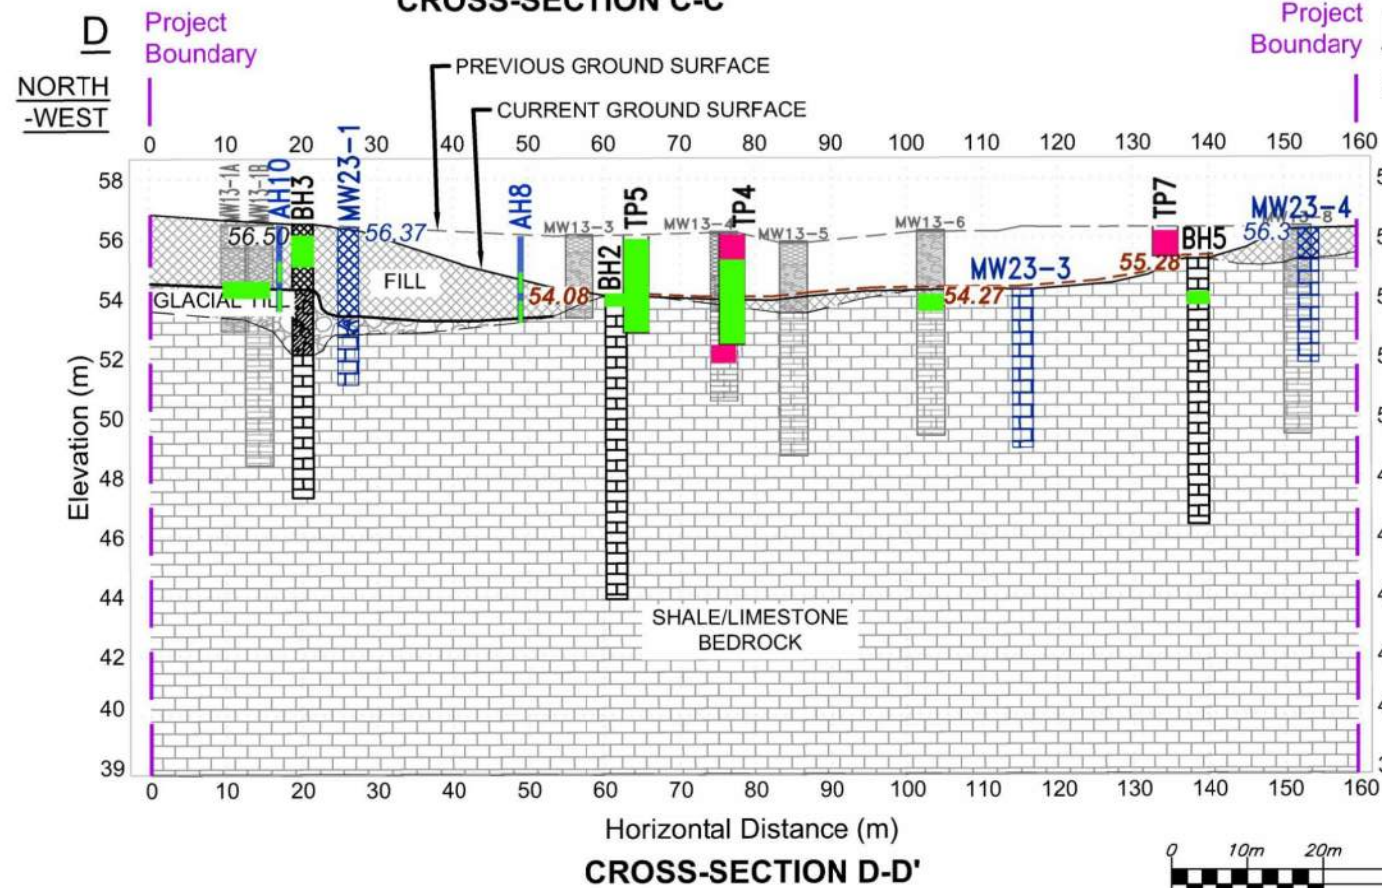 CROSS-SECTION C-C'
D
Project
Boundary
Project
Boundary
NORTH
-WEST
PREVIOUS GROUND SURFACE
CURRENT GROUND SURFACE
0 10 20 30 40 50 60 70 80 90 100 110 120 130 140 150 160
MW13-1A
MW13-1B
AH10
BH3
MW23-1
AH8
MW13-3
BH2
TP5
MW13-4
TP4
MW13-5
MW13-6
MW23-3
TP7
BH5
MW23-4
MW13-8
56.50
56.37
56.3
55.28
54.08
54.27
FILL
GLACIAL TILL
58
56
54
52
50
48
46
44
42
40
39
Elevation (m)
SHALE/LIMESTONE
BEDROCK
0 10 20 30 40 50 60 70 80 90 100 110 120 130 140 150 160
Horizontal Distance (m)
CROSS-SECTION D-D'
0 10m 20m